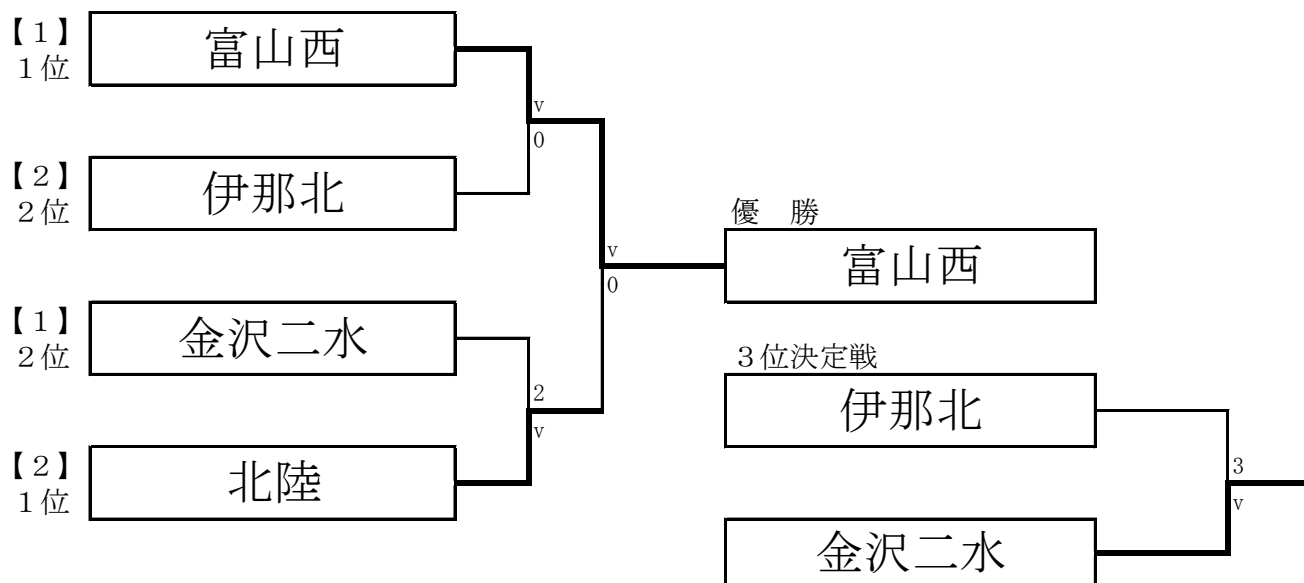 【１】
１位
富山西
v
0
【２】
２位
伊那北
優　勝
v
0
富山西
【１】
２位
金沢二水
３位決定戦
2
v
伊那北
【２】
１位
北陸
3
v
金沢二水